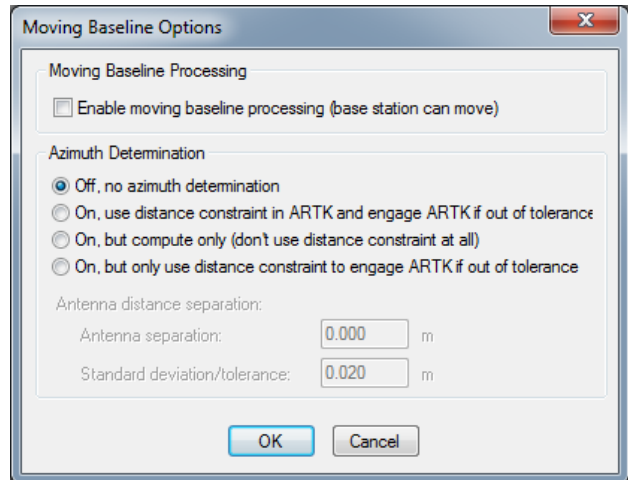 Moving Baseline Options
Moving Baseline Processing
Enable moving baseline processing (base station can move)
Azimuth Determination
Off, no azimuth determination
On, use distance constraint in ARTK and engage ARTK if out of tolerance
On, but compute only (don't use distance constraint at all)
On, but only use distance constraint to engage ARTK if out of tolerance
Antenna distance separation:
Antenna separation: 0.000 m
Standard deviation/tolerance: 0.020 m
OK Cancel